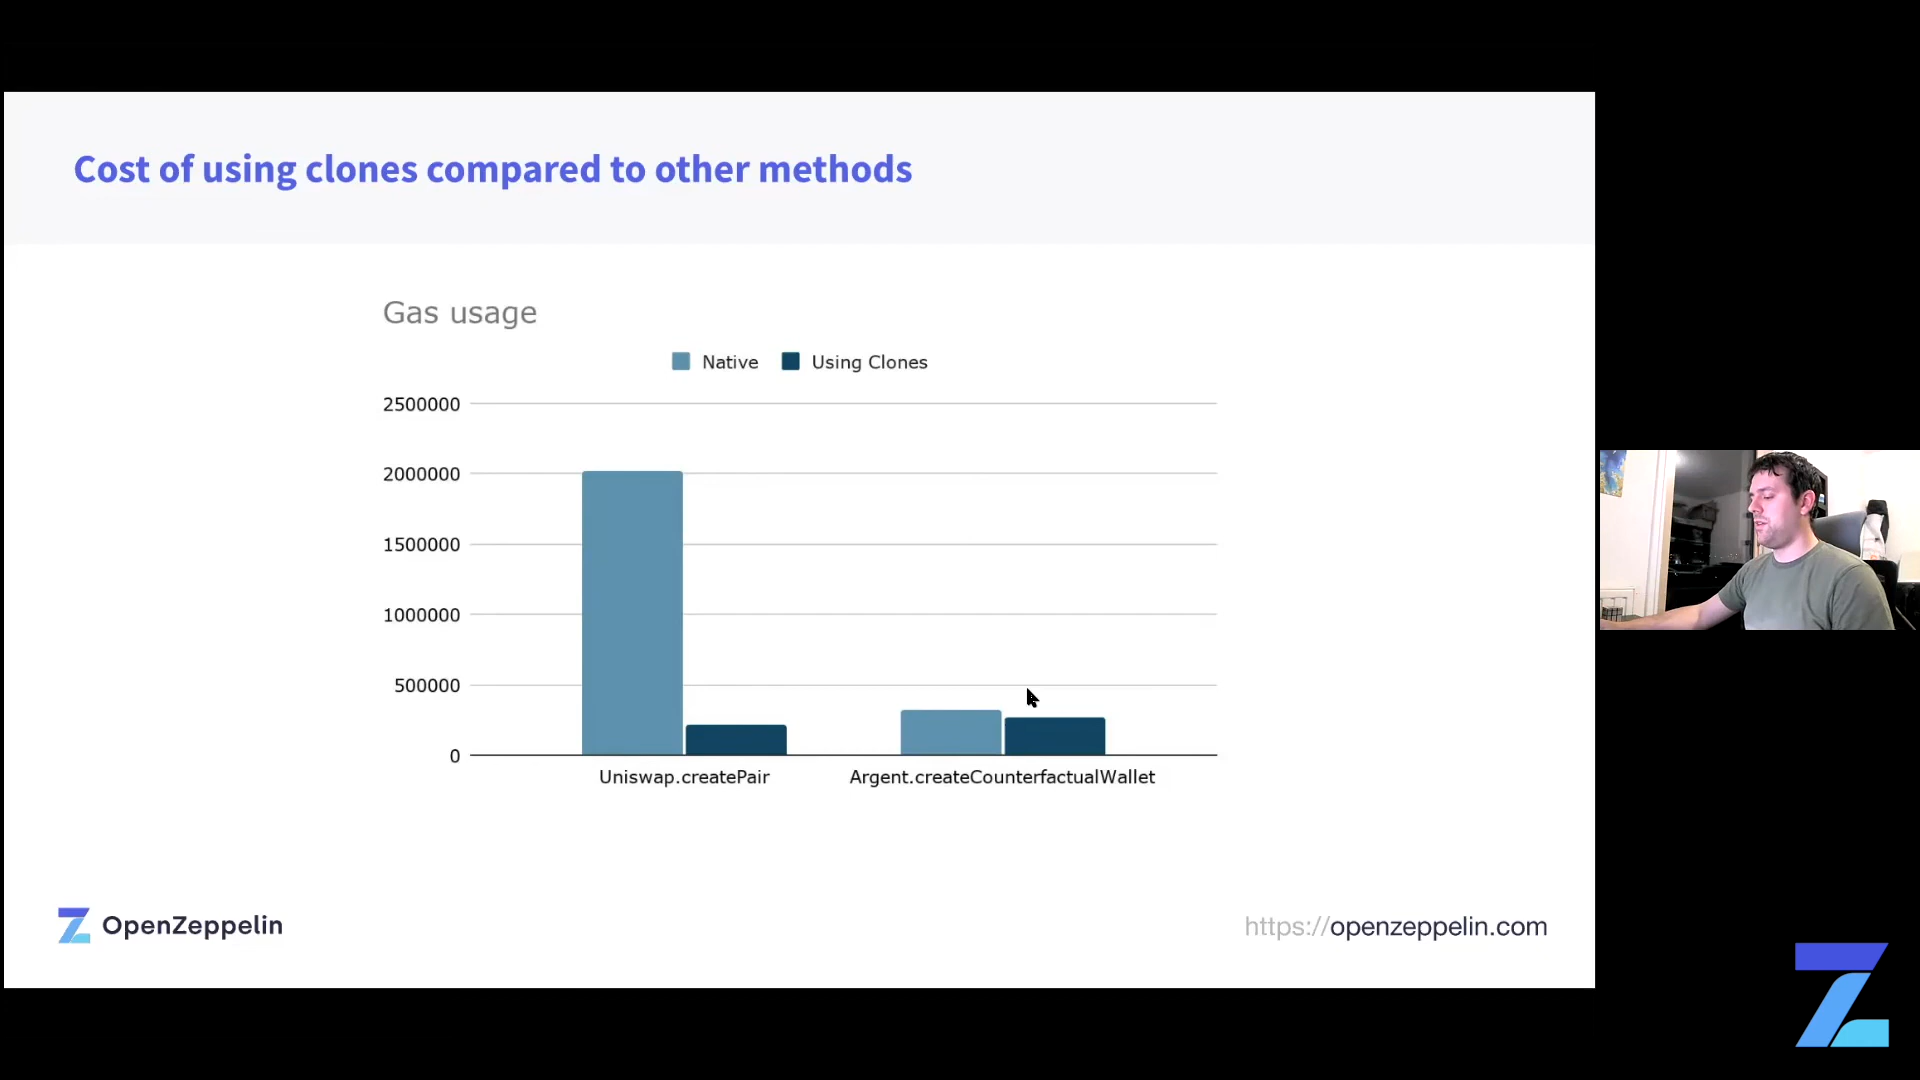 Cost of using clones compared to other methods
Gas usage
Native
Using Clones
2500000
2000000
1500000
1000000
500000
0
Uniswap.createPair
Argent.createCounterfactualWallet
OpenZeppelin
https://openzeppelin.com